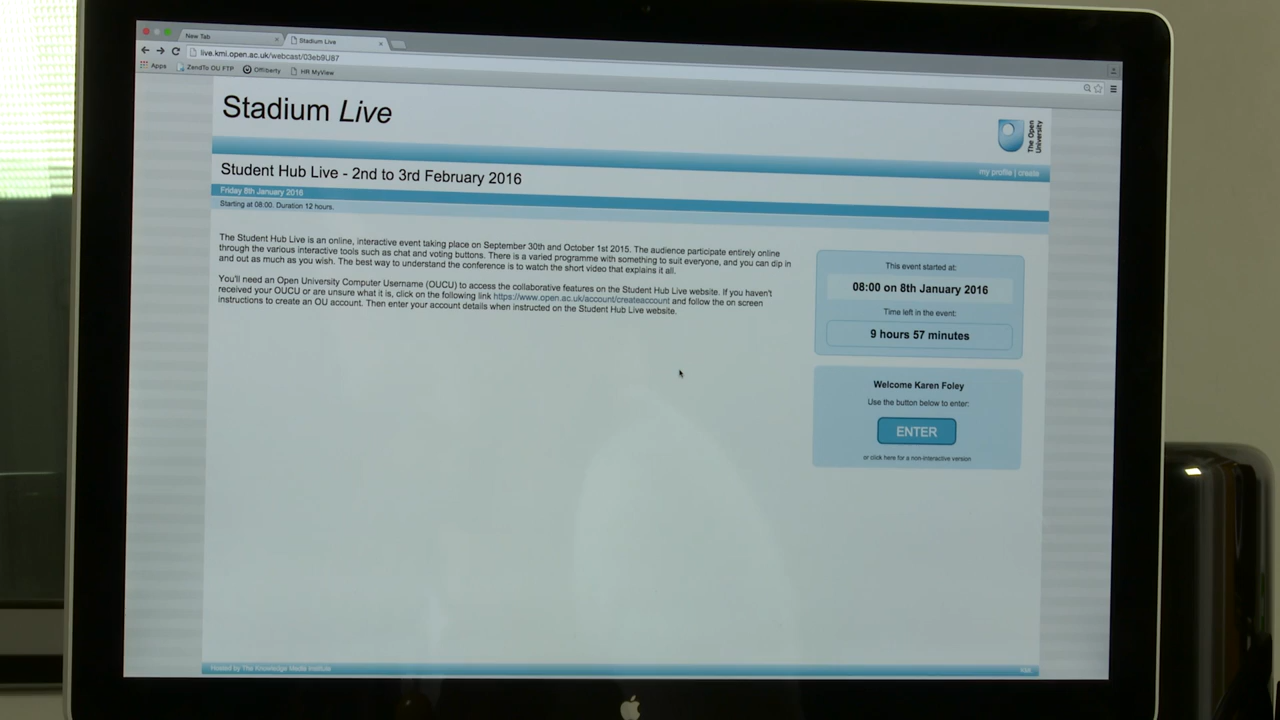 New Tab
Stadium Live
live.kmi.open.ac.uk/webcast/03eb9U87
Apps
ZendTo OU FTP
Offliberty
HR MyView
Stadium Live
The Open
University
my profile | create
Student Hub Live - 2nd to 3rd February 2016
Friday 8th January 2016
Starting at 08:00. Duration 12 hours.
The Student Hub Live is an online, interactive event taking place on September 30th and October 1st 2015. The audience participate entirely online
through the various interactive tools such as chat and voting buttons. There is a varied programme with something to suit everyone, and you can dip in
and out as much as you wish. The best way to understand the conference is to watch the short video that explains it all.
You'll need an Open University Computer Username (OUCU) to access the collaborative features on the Student Hub Live website. If you haven't
received your OUCU or are unsure what it is, click on the following link https://www.open.ac.uk/account/createaccount and follow the on screen
instructions to create an OU account. Then enter your account details when instructed on the Student Hub Live website.
This event started at:
08:00 on 8th January 2016
Time left in the event:
9 hours 57 minutes
Welcome Karen Foley
Use the button below to enter:
ENTER
or click here for a non-interactive version
Hosted by The Knowledge Media Institute